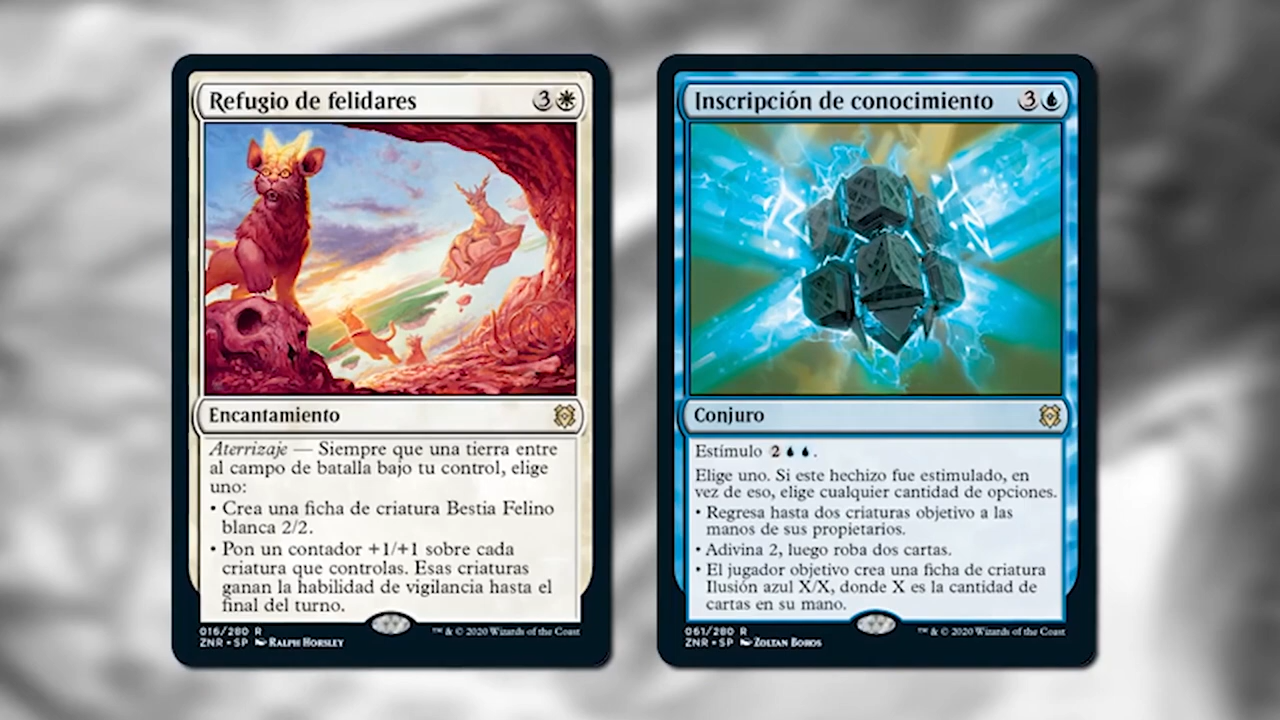 Refugio de felidares
3
Encantamiento
Aterrizaje — Siempre que una tierra entre
al campo de batalla bajo tu control, elige
uno:
• Crea una ficha de criatura Bestia Felino
blanca 2/2.
• Pon un contador +1/+1 sobre cada
criatura que controlas. Esas criaturas
ganan la habilidad de vigilancia hasta el
final del turno.
016/280 R
ZNR • SP RALPH HORSLEY
™ & © 2020 Wizards of the Coast
Inscripción de conocimiento
3
Conjuro
Estímulo 2 .
Elige uno. Si este hechizo fue estimulado, en
vez de eso, elige cualquier cantidad de opciones.
• Regresa hasta dos criaturas objetivo a las
manos de sus propietarios.
• Adivina 2, luego roba dos cartas.
• El jugador objetivo crea una ficha de criatura
Ilusión azul X/X, donde X es la cantidad de
cartas en su mano.
061/280 R
ZNR • SP ZOLTAN BOROS
™ & © 2020 Wizards of the Coast